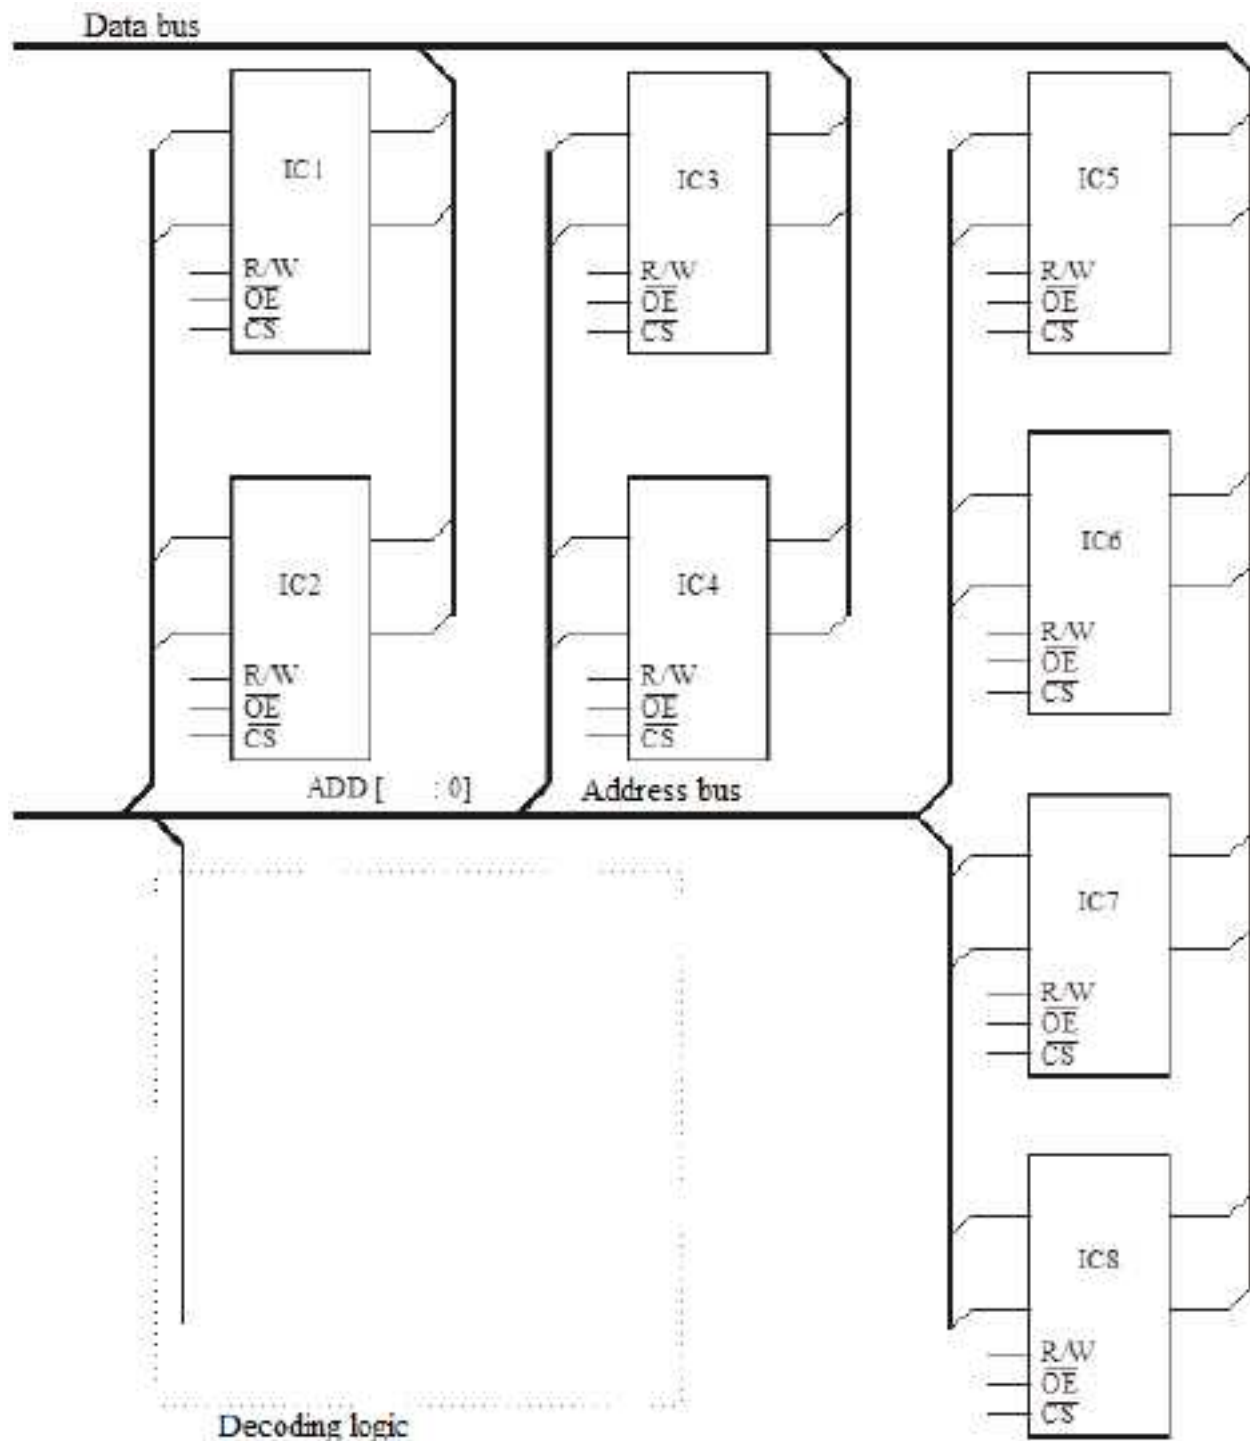 Data bus
IC1
R/W
OE
CS
IC3
R/W
OE
CS
IC5
R/W
OE
CS
IC2
R/W
OE
CS
IC4
R/W
OE
CS
IC6
R/W
OE
CS
ADD [ : 0]
Address bus
IC7
R/W
OE
CS
IC8
R/W
OE
CS
Decoding logic